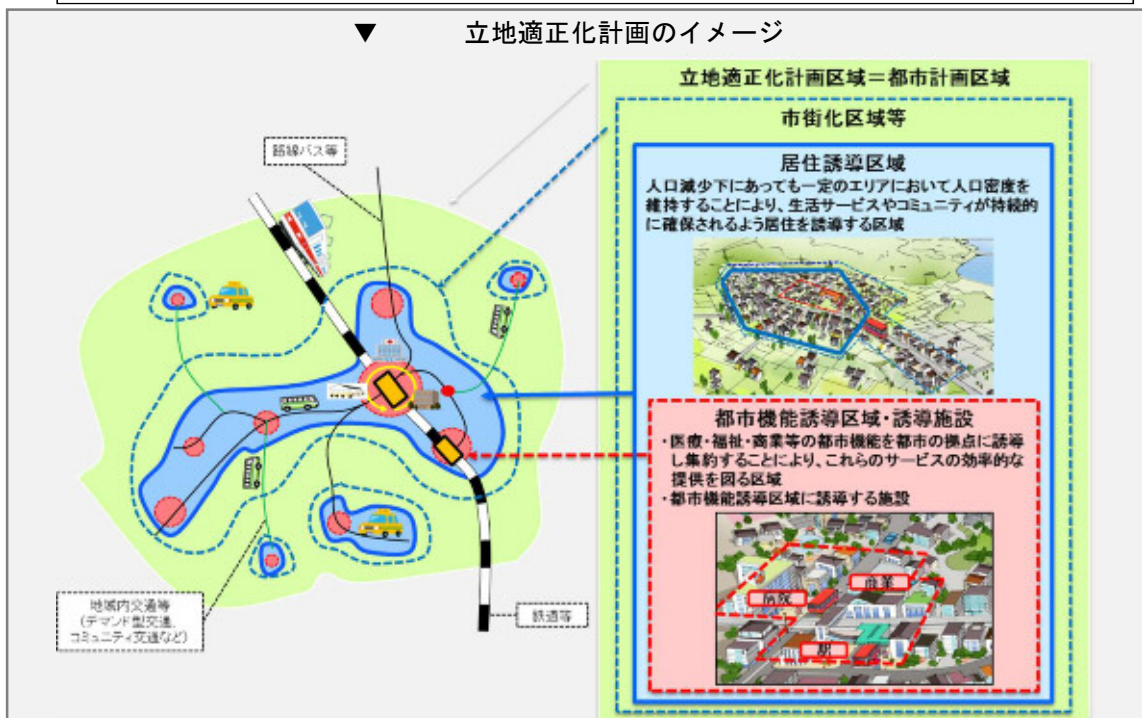 ▼ 立地適正化計画のイメージ
立地適正化計画区域＝都市計画区域
市街化区域等
路線バス等
居住誘導区域
人口減少下にあっても一定のエリアにおいて人口密度を
維持することにより、生活サービスやコミュニティが持続的
に確保されるよう居住を誘導する区域
都市機能誘導区域・誘導施設
・医療・福祉・商業等の都市機能を都市の拠点に誘導
し集約することにより、これらのサービスの効率的な
提供を図る区域
・都市機能誘導区域に誘導する施設
商業
病院
駅
地域内交通等
（デマンド型交通、
コミュニティ交通など）
鉄道等